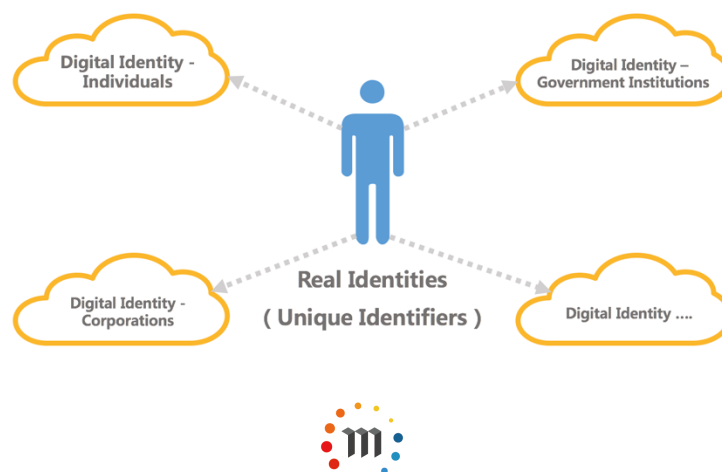 Digital Identity -
Individuals
Digital Identity –
Government Institutions
Real Identities
( Unique Identifiers )
Digital Identity -
Corporations
Digital Identity ....
m